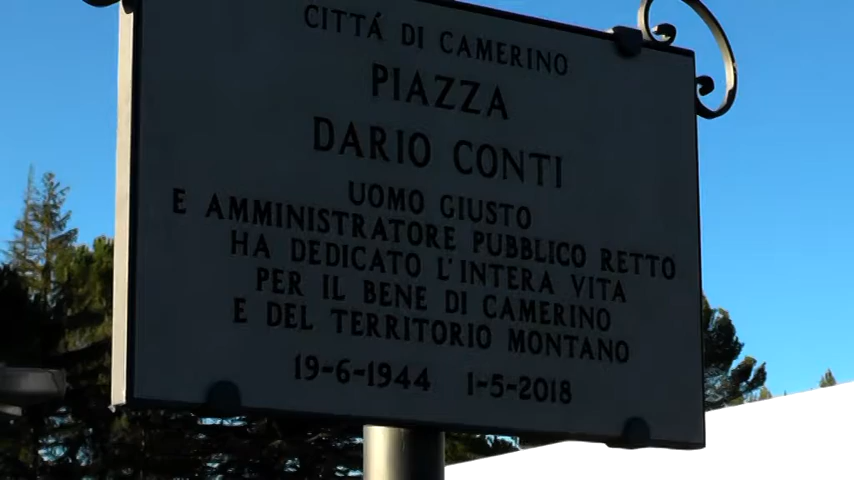 CITTÁ DI CAMERINO
PIAZZA
DARIO CONTI
UOMO GIUSTO
E AMMINISTRATORE PUBBLICO RETTO
HA DEDICATO L'INTERA VITA
PER IL BENE DI CAMERINO
E DEL TERRITORIO MONTANO
19-6-1944 1-5-2018